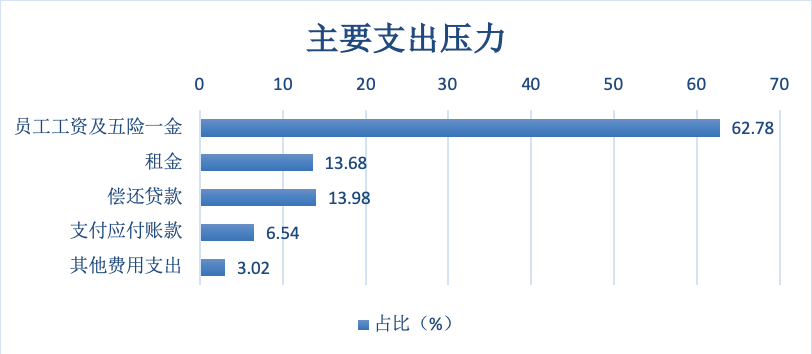 主要支出压力
0 10 20 30 40 50 60 70
员工工资及五险一金 62.78
租金 13.68
偿还贷款 13.98
支付应付账款 6.54
其他费用支出 3.02
占比（%）